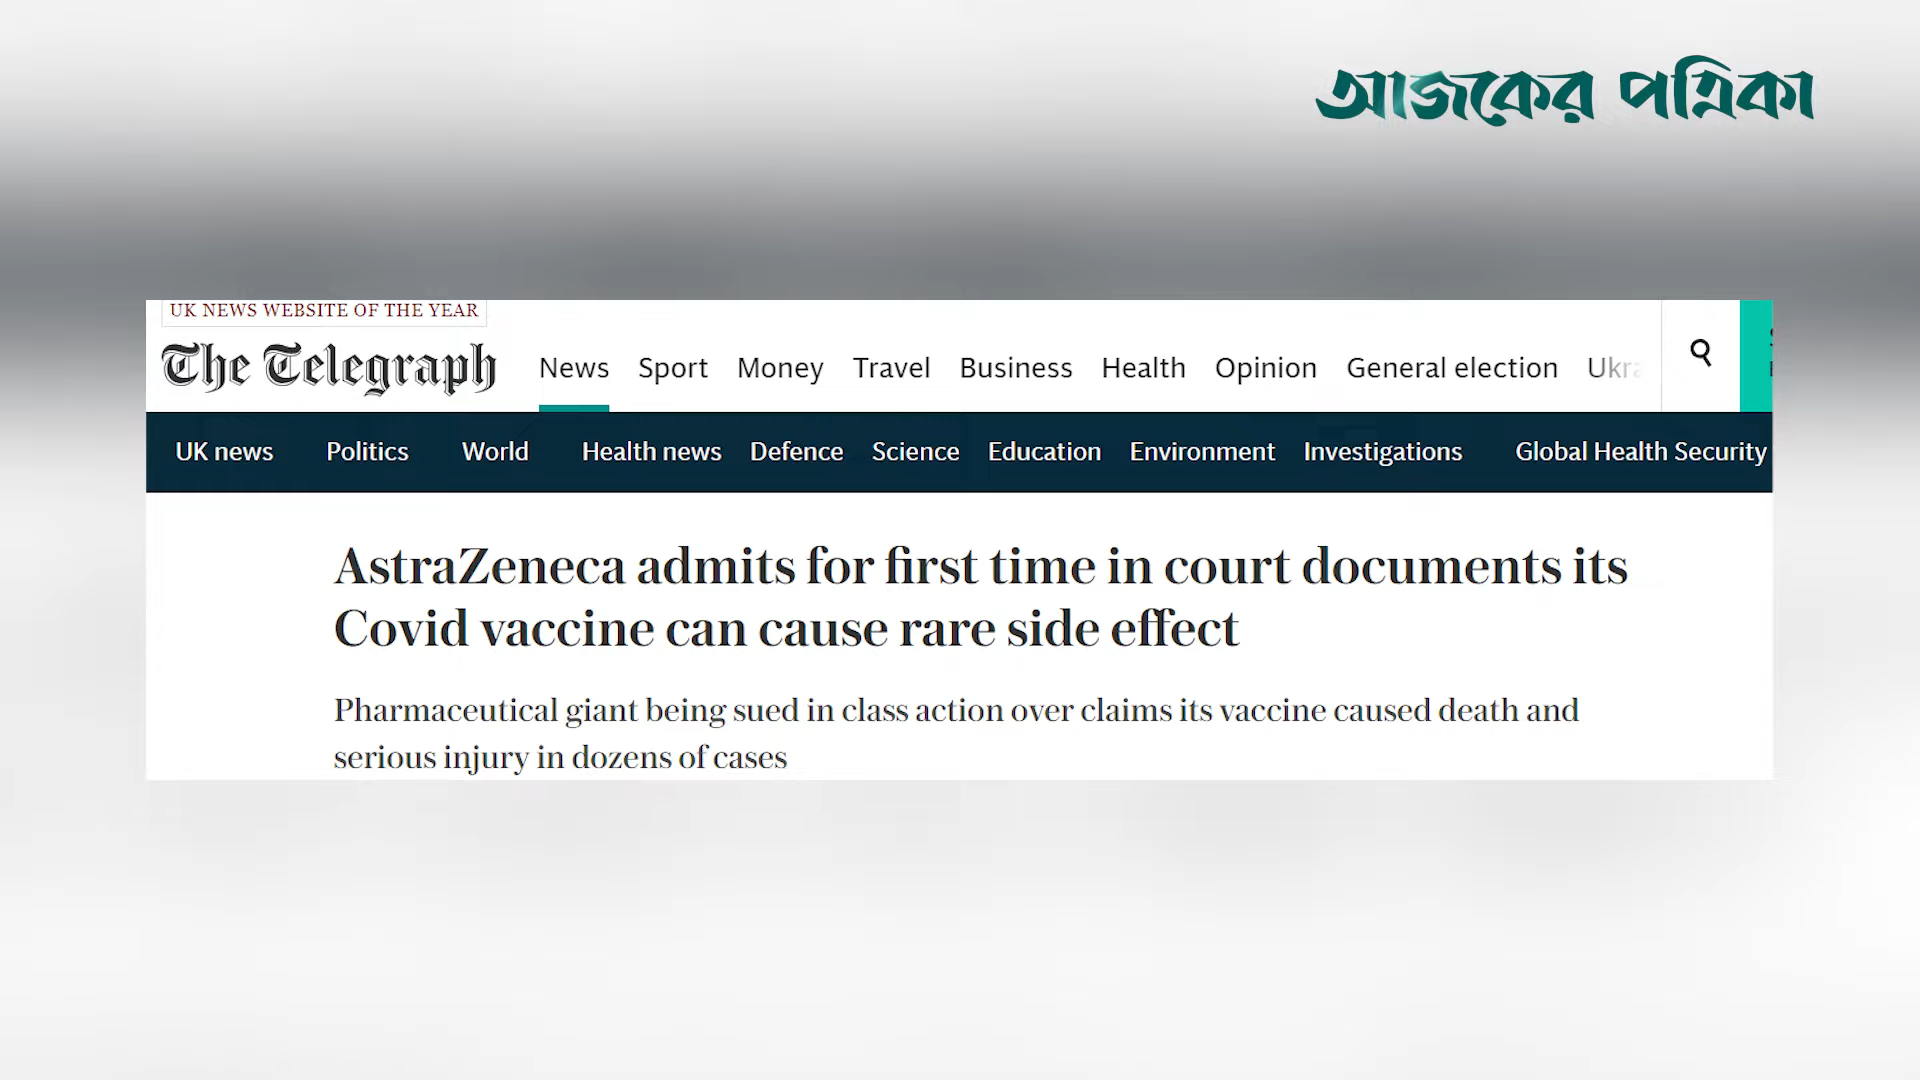 আজকের পত্রিকা
UK NEWS WEBSITE OF THE YEAR
The Telegraph
News Sport Money Travel Business Health Opinion General election
UK news Politics World Health news Defence Science Education Environment Investigations Global Health Security
AstraZeneca admits for first time in court documents its
Covid vaccine can cause rare side effect
Pharmaceutical giant being sued in class action over claims its vaccine caused death and
serious injury in dozens of cases